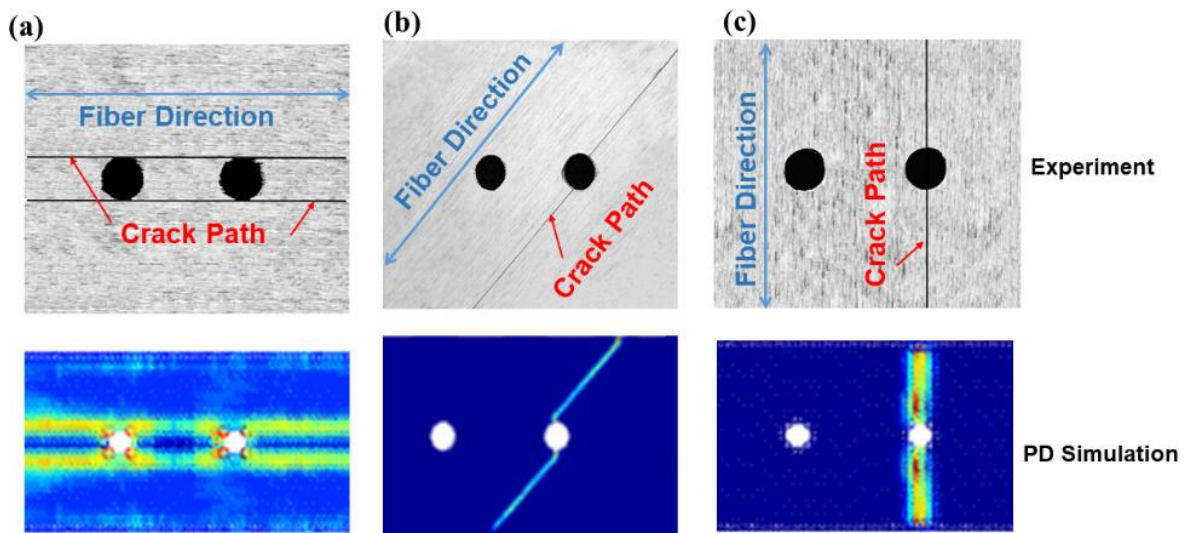 (a)
(b)
(c)
Fiber Direction
Crack Path
Fiber Direction
Crack Path
Fiber Direction
Crack Path
Experiment
PD Simulation